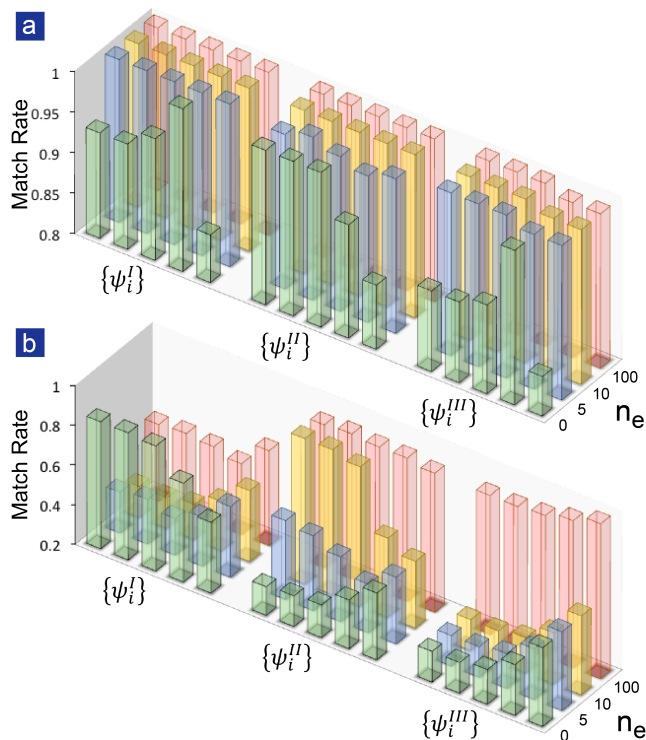 a
Match Rate
1
0.95
0.9
0.85
0.8
{ψ_i^I}
{ψ_i^II}
{ψ_i^III}
0 5 10 100
n_e
b
Match Rate
1
0.8
0.6
0.4
0.2
{ψ_i^I}
{ψ_i^II}
{ψ_i^III}
0 5 10 100
n_e